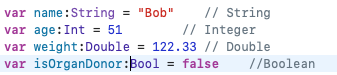 var name:String = "Bob"    // String
var age:Int = 51        // Integer
var weight:Double = 122.33 // Double
var isOrganDonor:Bool = false    //Boolean